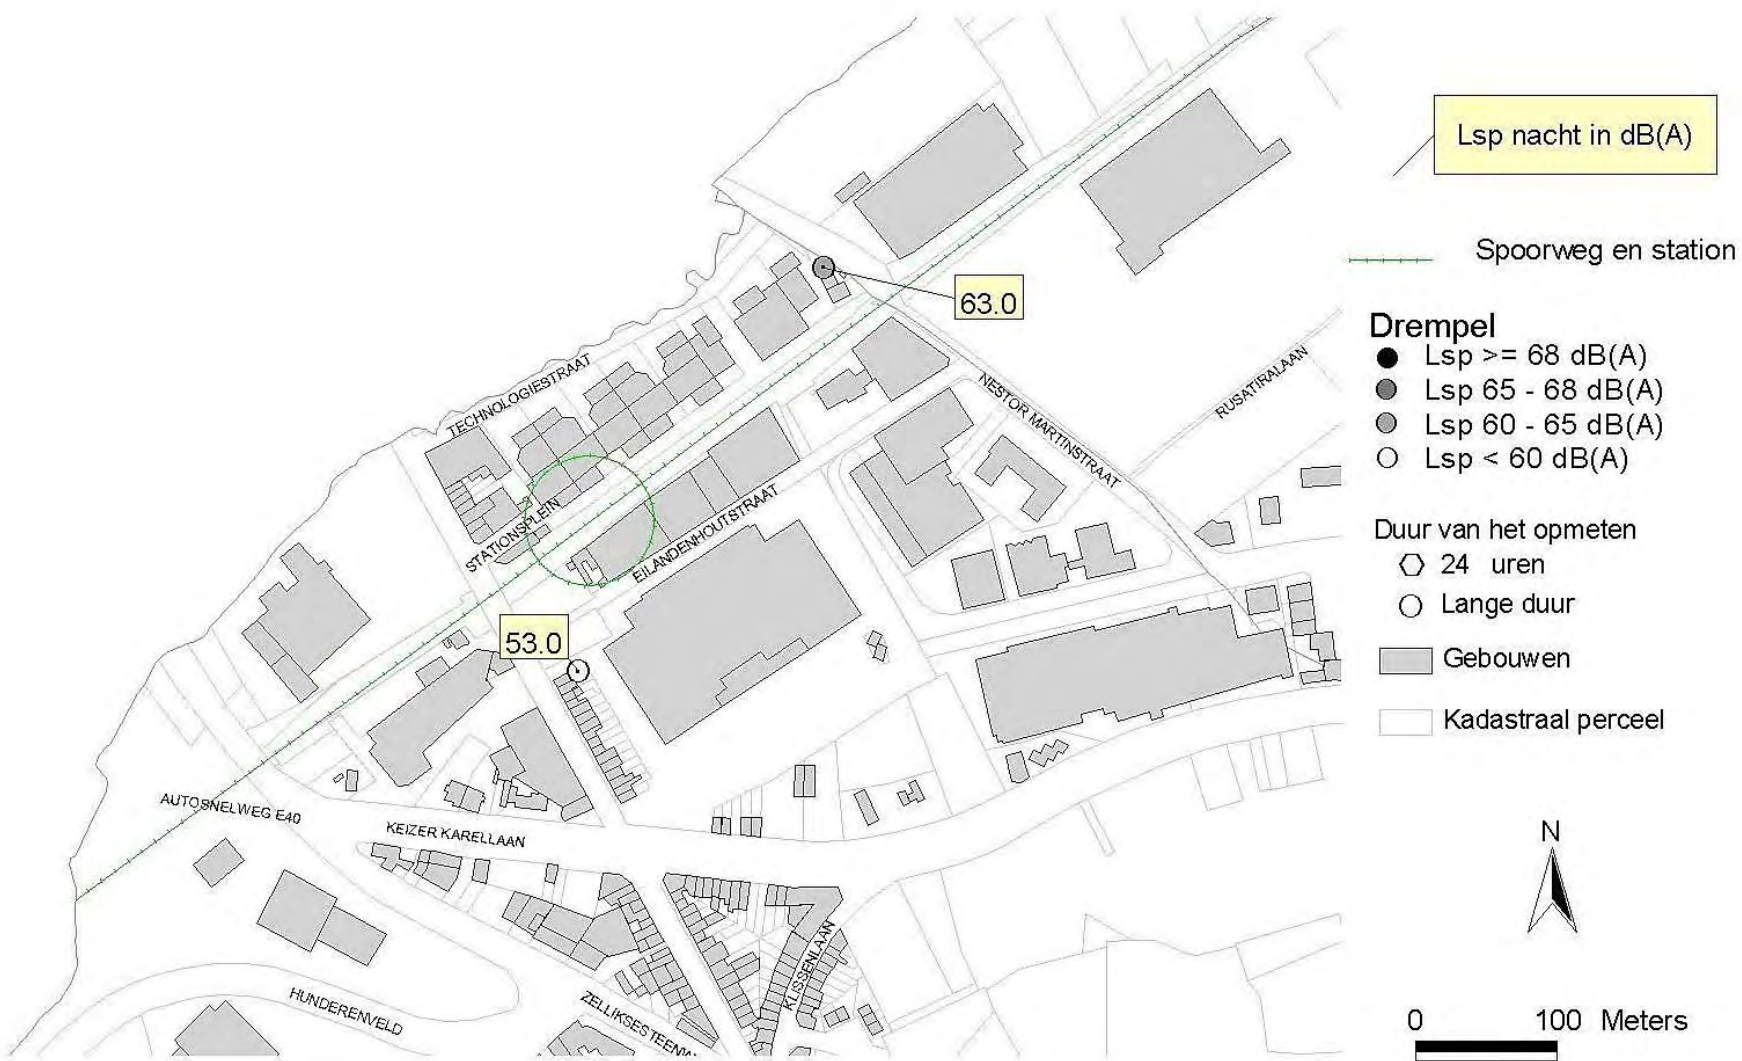 Lsp nacht in dB(A)
Spoorweg en station
63.0
Drempel
Lsp >= 68 dB(A)
Lsp 65 - 68 dB(A)
Lsp 60 - 65 dB(A)
Lsp < 60 dB(A)
TECHNOLOGIESTRAAT
NESTOR MARTINSTRAAT
RUSATIRALAAN
STATIONSPLEIN
EILANDENHOUTSTRAAT
Duur van het opmeten
24 uren
Lange duur
53.0
Gebouwen
Kadastraal perceel
AUTOSNELWEG E40
KEIZER KARELLAAN
N
KLISSENLAAN
HUNDERENVELD
ZELLIKSESTEENW
0 100 Meters